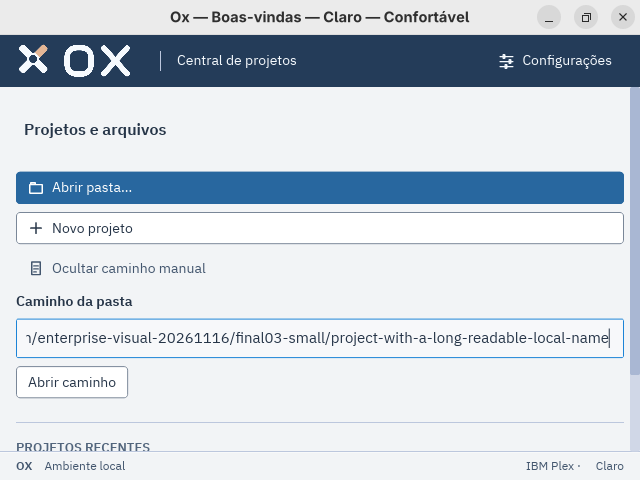 Ox — Boas-vindas — Claro — Confortável
OX Central de projetos Configurações
Projetos e arquivos
Abrir pasta...
Novo projeto
Ocultar caminho manual
Caminho da pasta
/enterprise-visual-20261116/final03-small/project-with-a-long-readable-local-name
Abrir caminho
PROJETOS RECENTES
OX Ambiente local IBM Plex · Claro